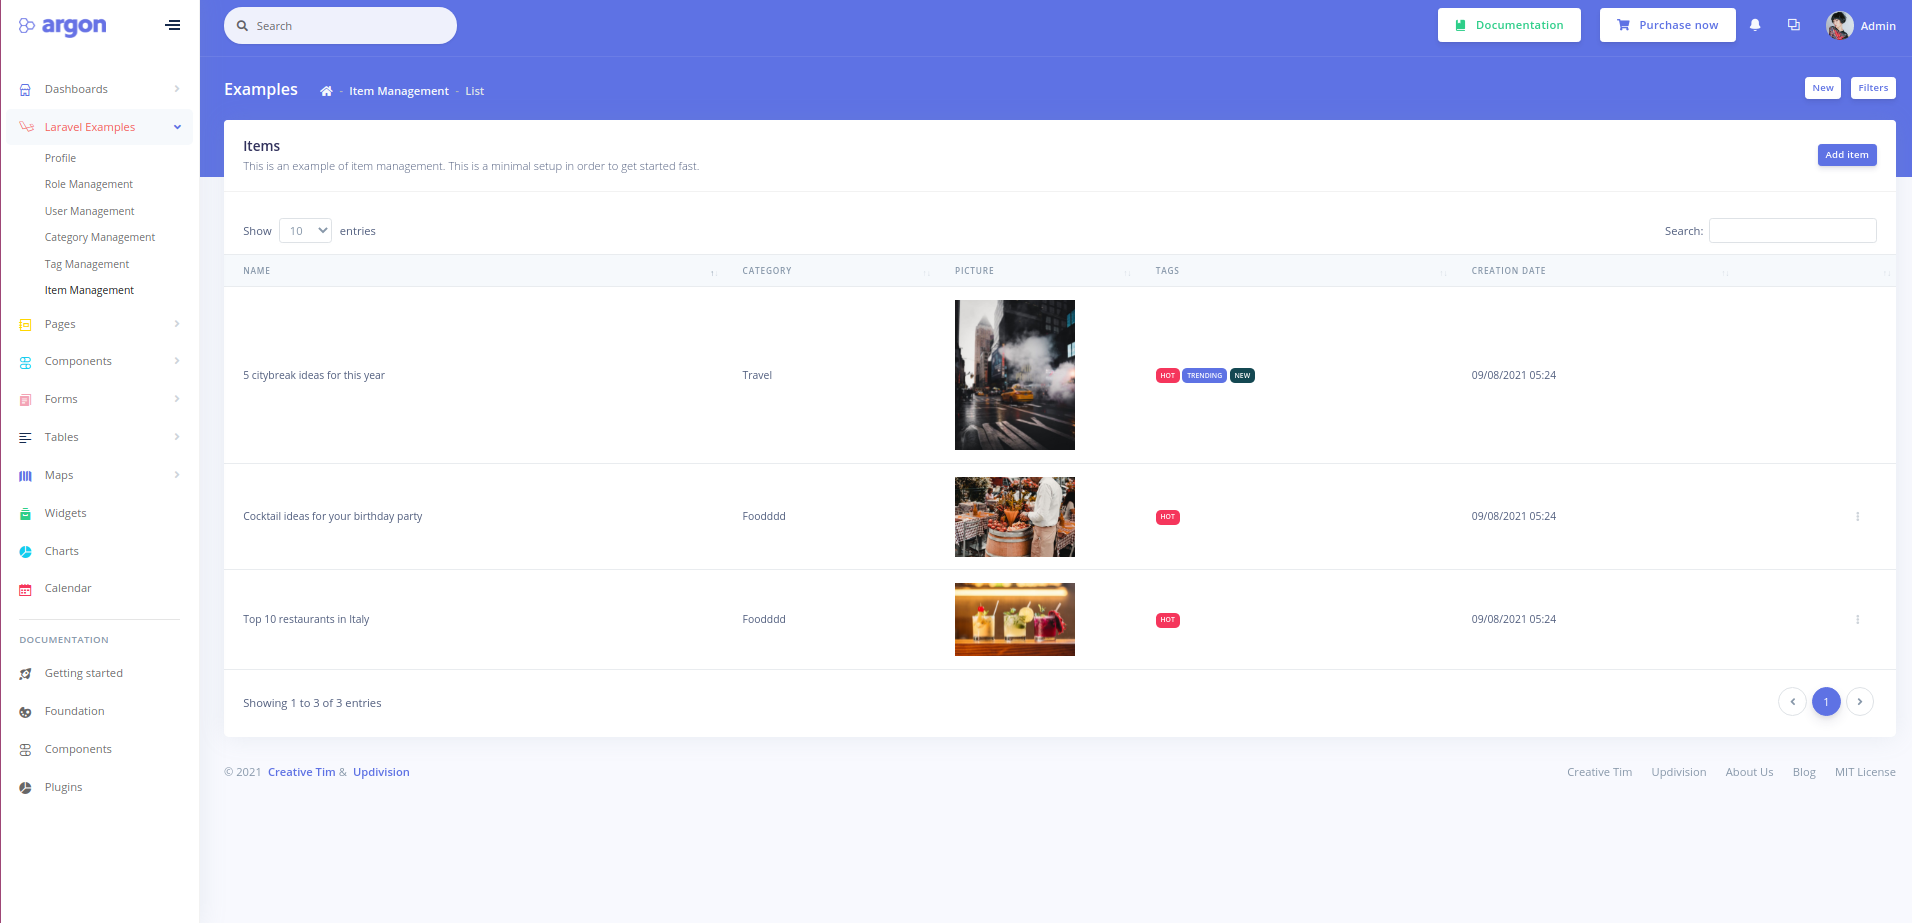 argon
Search
Documentation
Purchase now
Admin
Dashboards
Laravel Examples
Profile
Role Management
User Management
Category Management
Tag Management
Item Management
Pages
Components
Forms
Tables
Maps
Widgets
Charts
Calendar
DOCUMENTATION
Getting started
Foundation
Components
Plugins
Examples - Item Management - List
New Filters
Items
This is an example of item management. This is a minimal setup in order to get started fast.
Add item
Show 10 entries
Search:
NAME CATEGORY PICTURE TAGS CREATION DATE
5 citybreak ideas for this year Travel HOT TRENDING NEW 09/08/2021 05:24
Cocktail ideas for your birthday party Foodddd HOT 09/08/2021 05:24
Top 10 restaurants in Italy Foodddd HOT 09/08/2021 05:24
Showing 1 to 3 of 3 entries
1
© 2021 Creative Tim & Updivision
Creative Tim Updivision About Us Blog MIT License